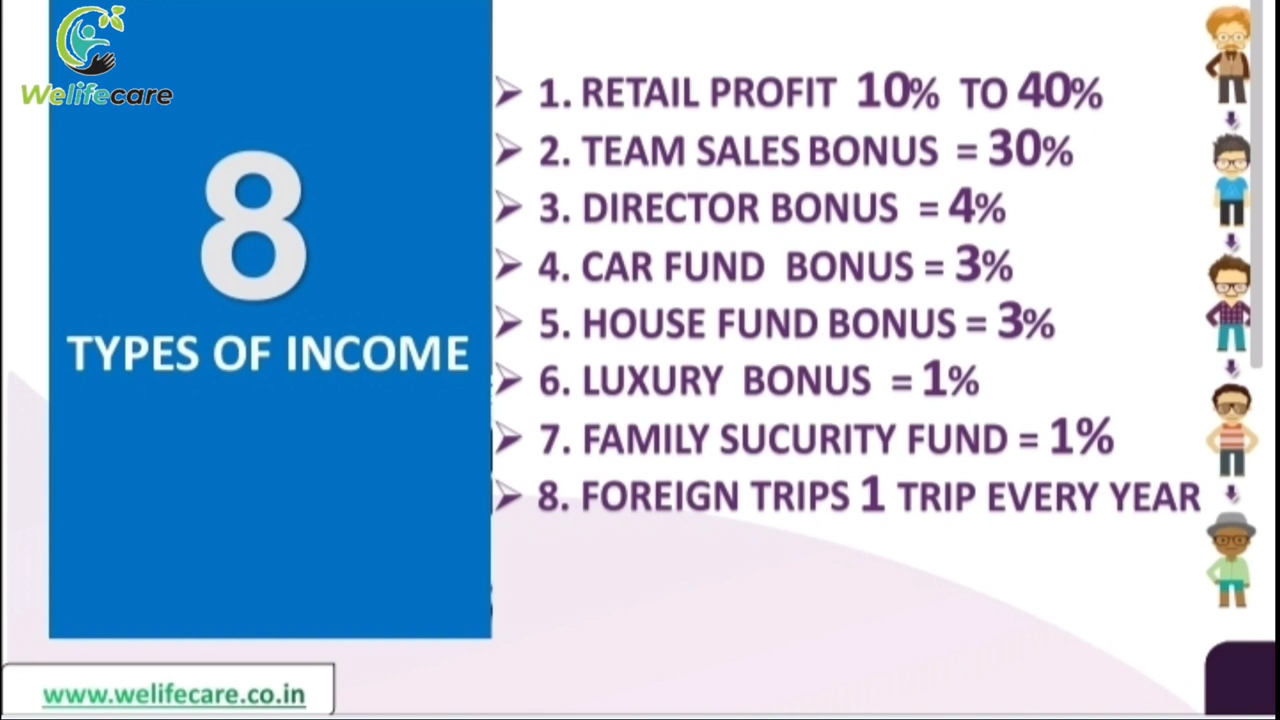 Welifecare
8
TYPES OF INCOME
1. RETAIL PROFIT 10% TO 40%
2. TEAM SALES BONUS = 30%
3. DIRECTOR BONUS = 4%
4. CAR FUND BONUS = 3%
5. HOUSE FUND BONUS = 3%
6. LUXURY BONUS = 1%
7. FAMILY SUCURITY FUND = 1%
8. FOREIGN TRIPS 1 TRIP EVERY YEAR
www.welifecare.co.in